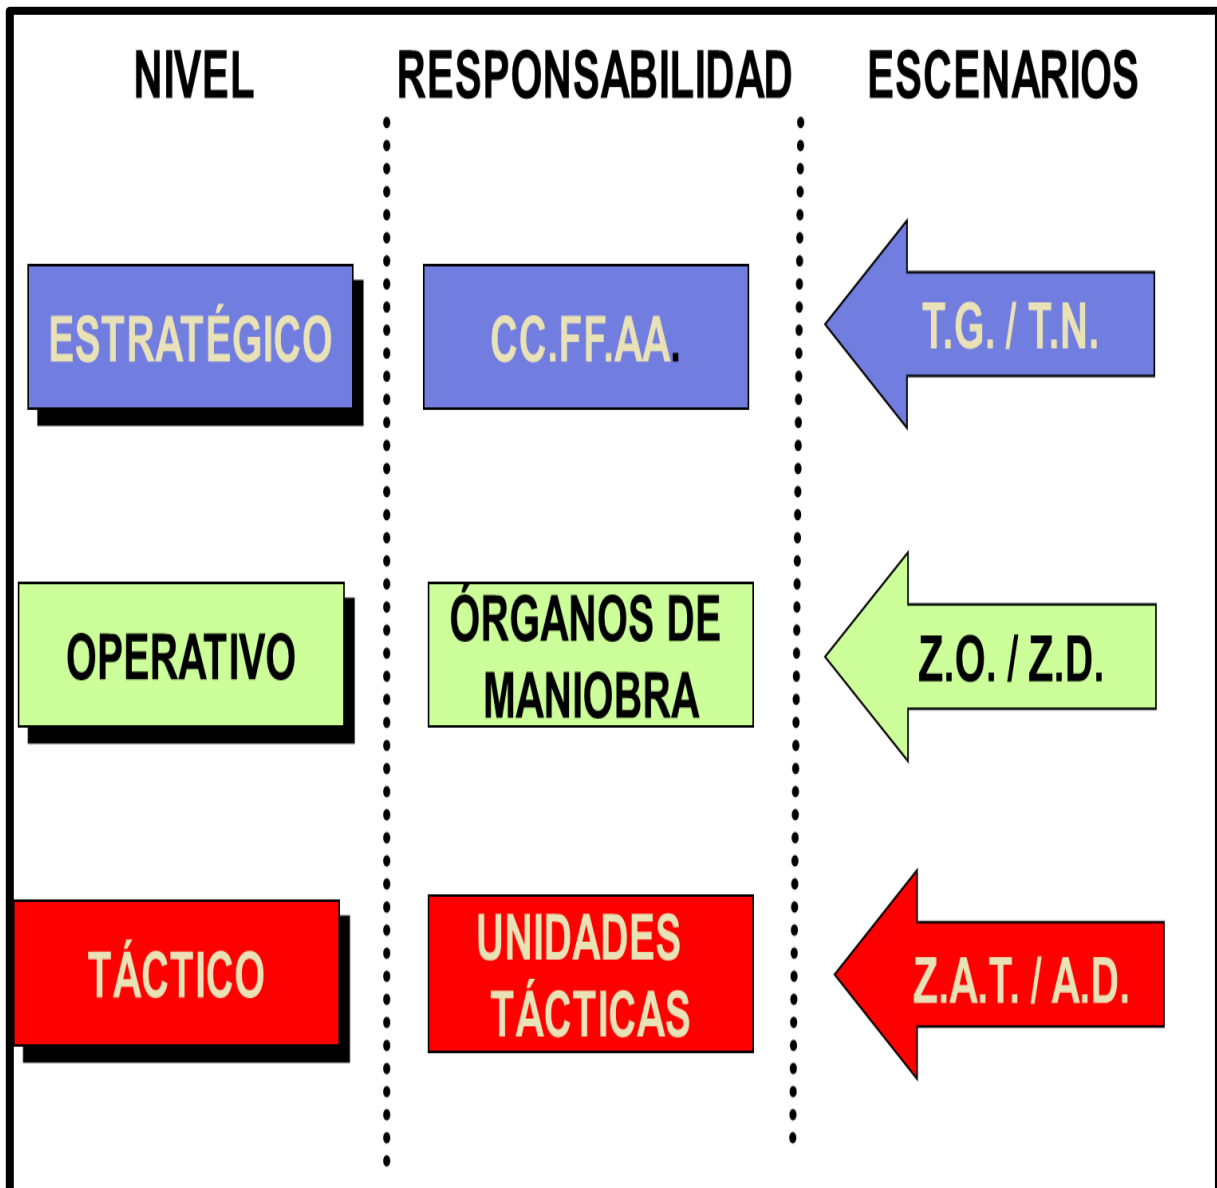 NIVEL RESPONSABILIDAD ESCENARIOS
ESTRATÉGICO CC.FF.AA. T.G. / T.N.
OPERATIVO
ÓRGANOS DE
MANIOBRA
Z.O. / Z.D.
TÁCTICO
UNIDADES
TÁCTICAS
Z.A.T. / A.D.